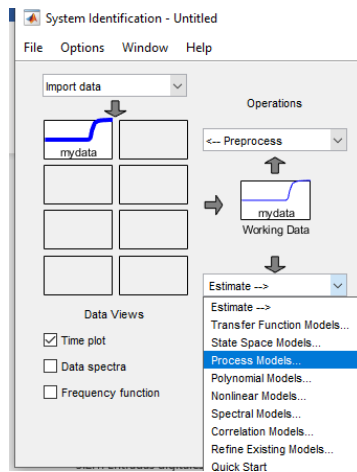 System Identification - Untitled
File Options Window Help
Import data
Operations
mydata
<-- Preprocess
mydata
Working Data
Estimate -->
Estimate -->
Transfer Function Models...
State Space Models...
Process Models...
Polynomial Models...
Nonlinear Models...
Spectral Models...
Correlation Models...
Refine Existing Models...
Quick Start
Data Views
Time plot
Data spectra
Frequency function